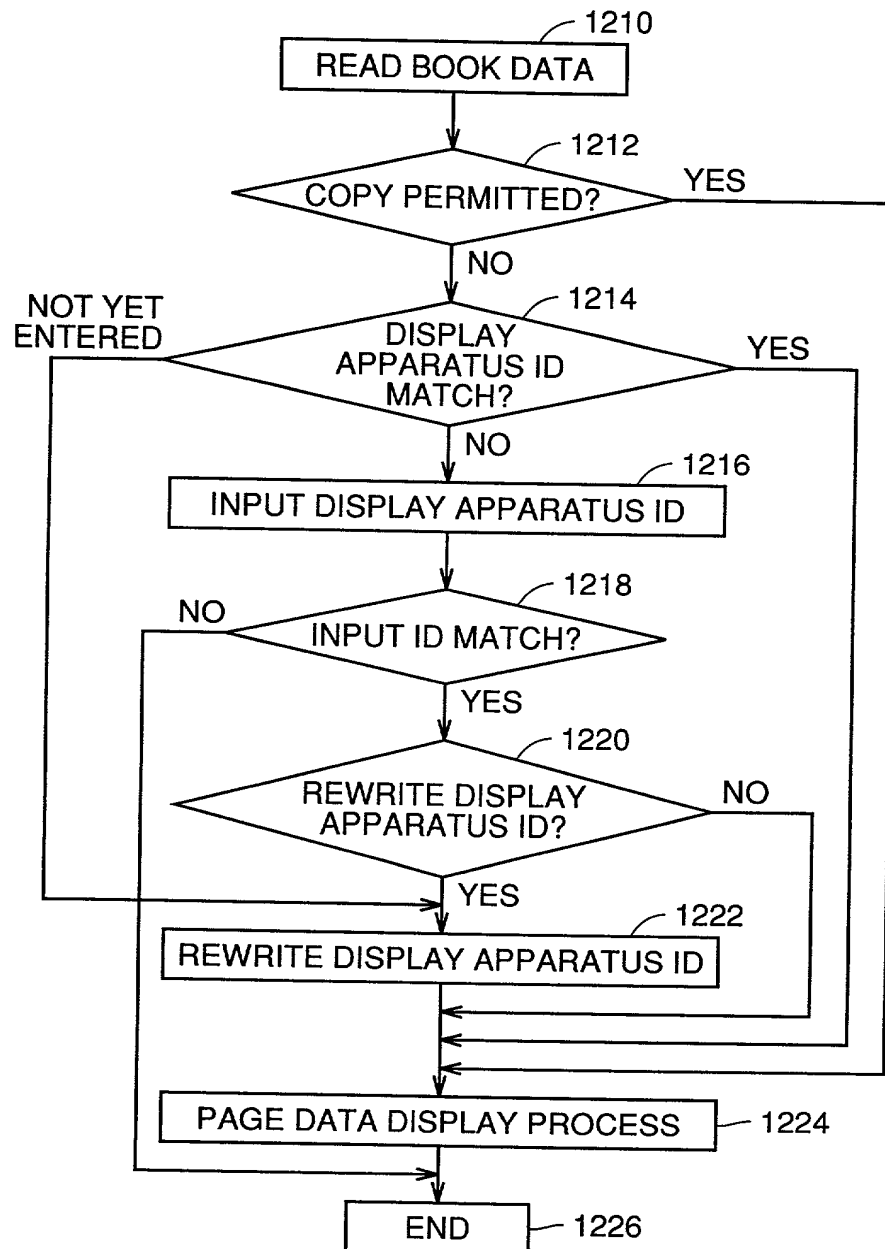 1210
READ BOOK DATA
1212
COPY PERMITTED?
YES
NO
1214
NOT YET
ENTERED
DISPLAY
APPARATUS ID
MATCH?
YES
NO
1216
INPUT DISPLAY APPARATUS ID
1218
NO
INPUT ID MATCH?
YES
1220
REWRITE DISPLAY
APPARATUS ID?
NO
YES
1222
REWRITE DISPLAY APPARATUS ID
PAGE DATA DISPLAY PROCESS
1224
END
1226